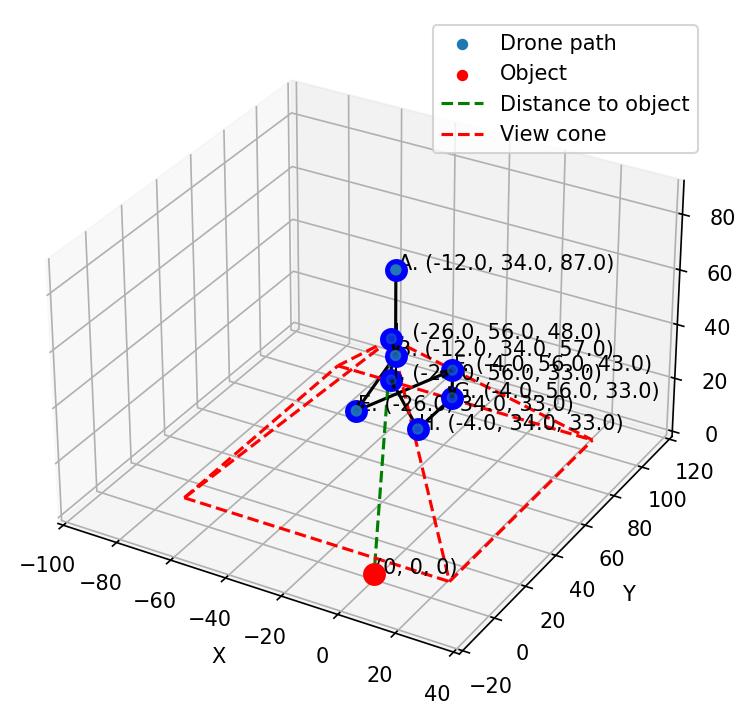 Drone path
Object
Distance to object
View cone
A. (-12.0, 34.0, 87.0)
(-26.0, 56.0, 48.0)
(-12.0, 34.0, 57.0)
(-4.0, 56.0, 43.0)
56.0, 33.0)
(-4.0, 56.0, 33.0)
E. (-26.0, 34.0, 33.0)
H. (-4.0, 34.0, 33.0)
(0, 0, 0)
80
60
40
20
0
120
100
80
60
40
20
0
−20
Y
−100
−80
−60
−40
−20
0
20
40
X